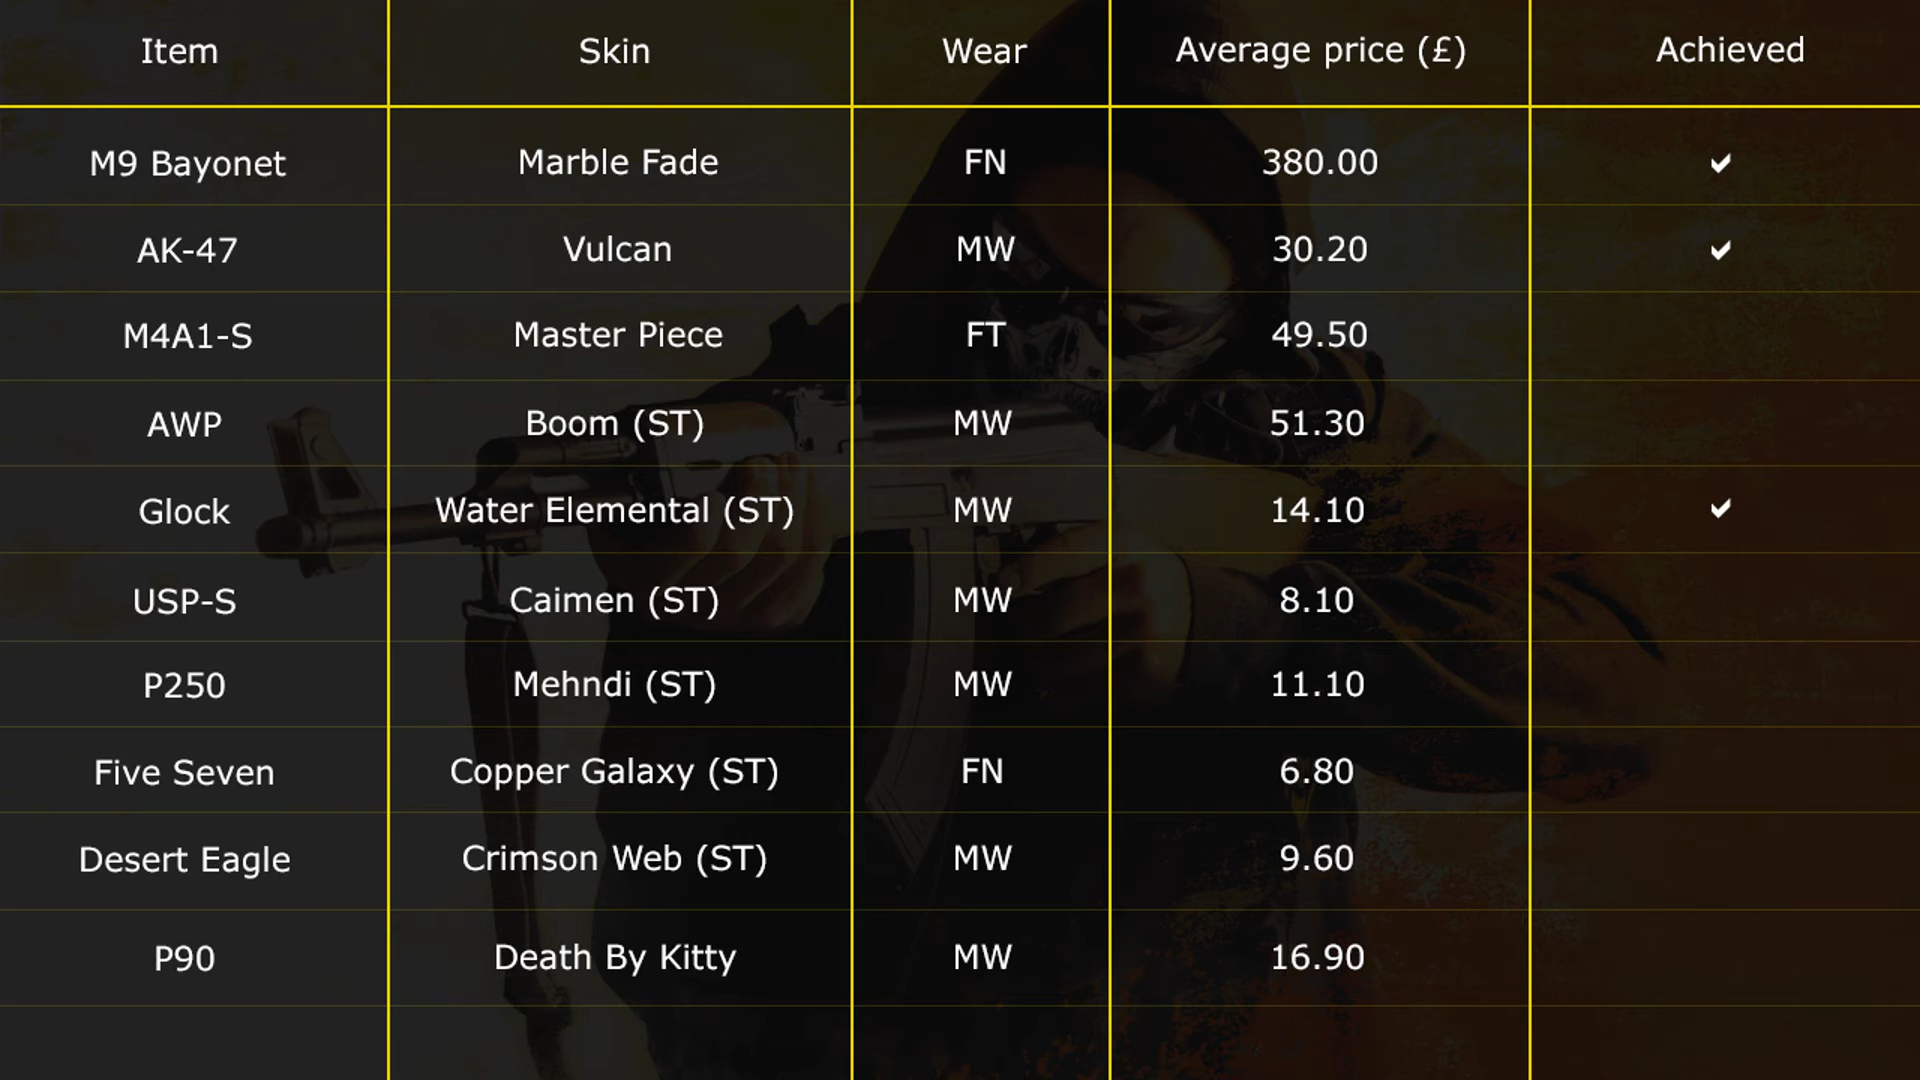 Item Skin Wear Average price (£) Achieved
M9 Bayonet Marble Fade FN 380.00 ✔
AK-47 Vulcan MW 30.20 ✔
M4A1-S Master Piece FT 49.50
AWP Boom (ST) MW 51.30
Glock Water Elemental (ST) MW 14.10 ✔
USP-S Caimen (ST) MW 8.10
P250 Mehndi (ST) MW 11.10
Five Seven Copper Galaxy (ST) FN 6.80
Desert Eagle Crimson Web (ST) MW 9.60
P90 Death By Kitty MW 16.90